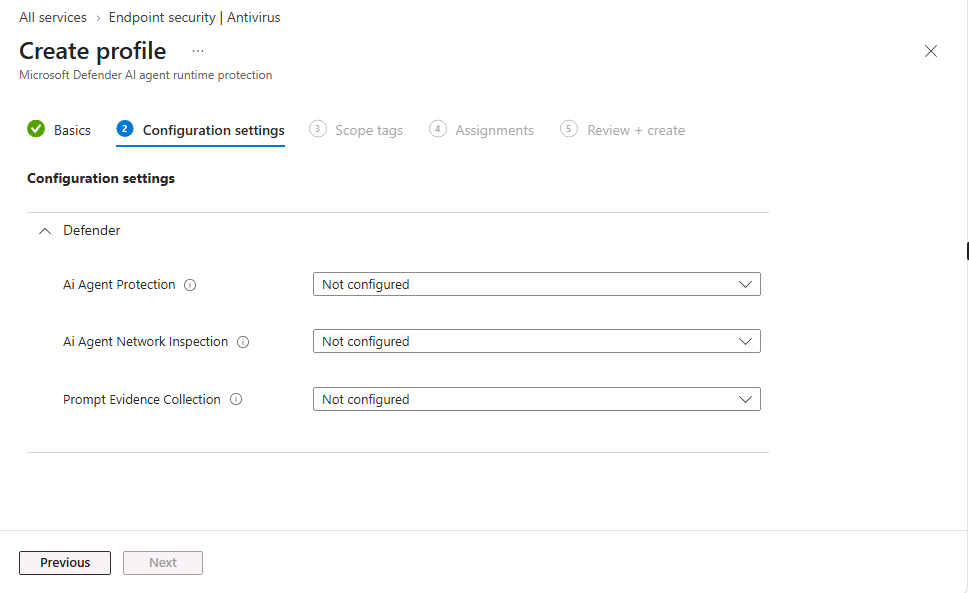 All services > Endpoint security | Antivirus
Create profile ...
Microsoft Defender AI agent runtime protection
Basics 2 Configuration settings 3 Scope tags 4 Assignments 5 Review + create
Configuration settings
Defender
Ai Agent Protection Not configured
Ai Agent Network Inspection Not configured
Prompt Evidence Collection Not configured
Previous Next